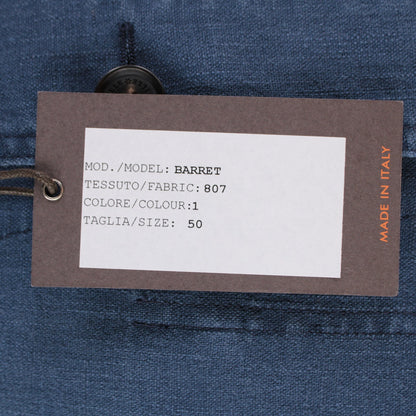 MOD./MODEL: BARRET
TESSUTO/FABRIC: 807
COLORE/COLOUR:1
TAGLIA/SIZE: 50
MADE IN ITALY